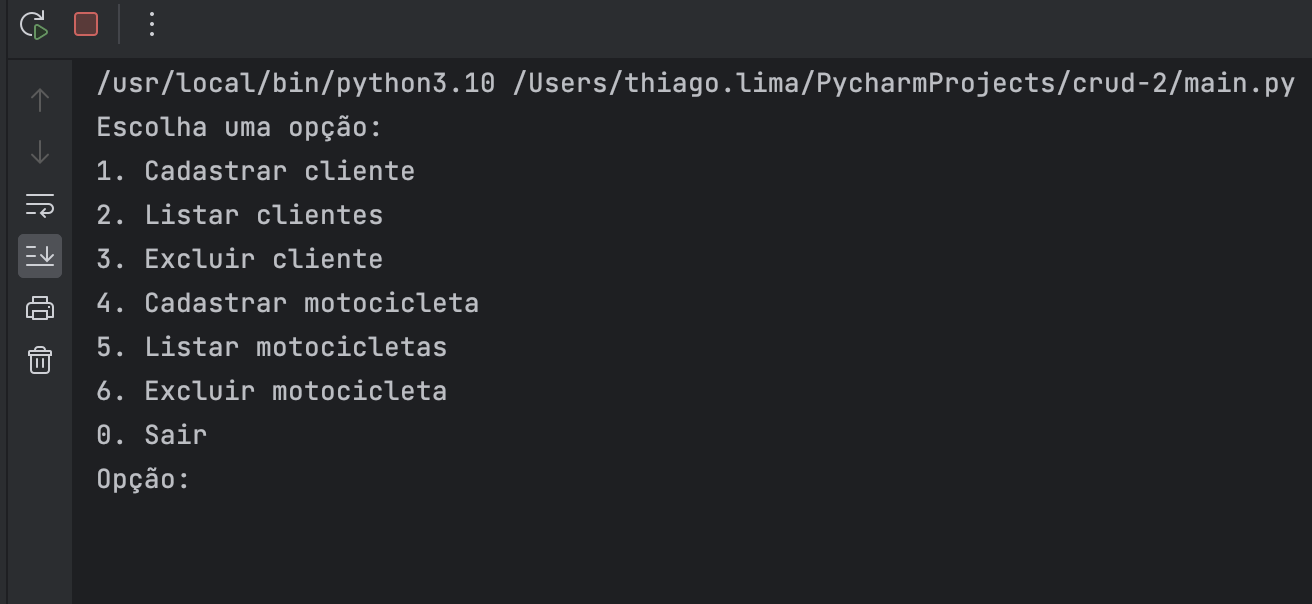 /usr/local/bin/python3.10 /Users/thiago.lima/PycharmProjects/crud-2/main.py
Escolha uma opção:
1. Cadastrar cliente
2. Listar clientes
3. Excluir cliente
4. Cadastrar motocicleta
5. Listar motocicletas
6. Excluir motocicleta
0. Sair
Opção: